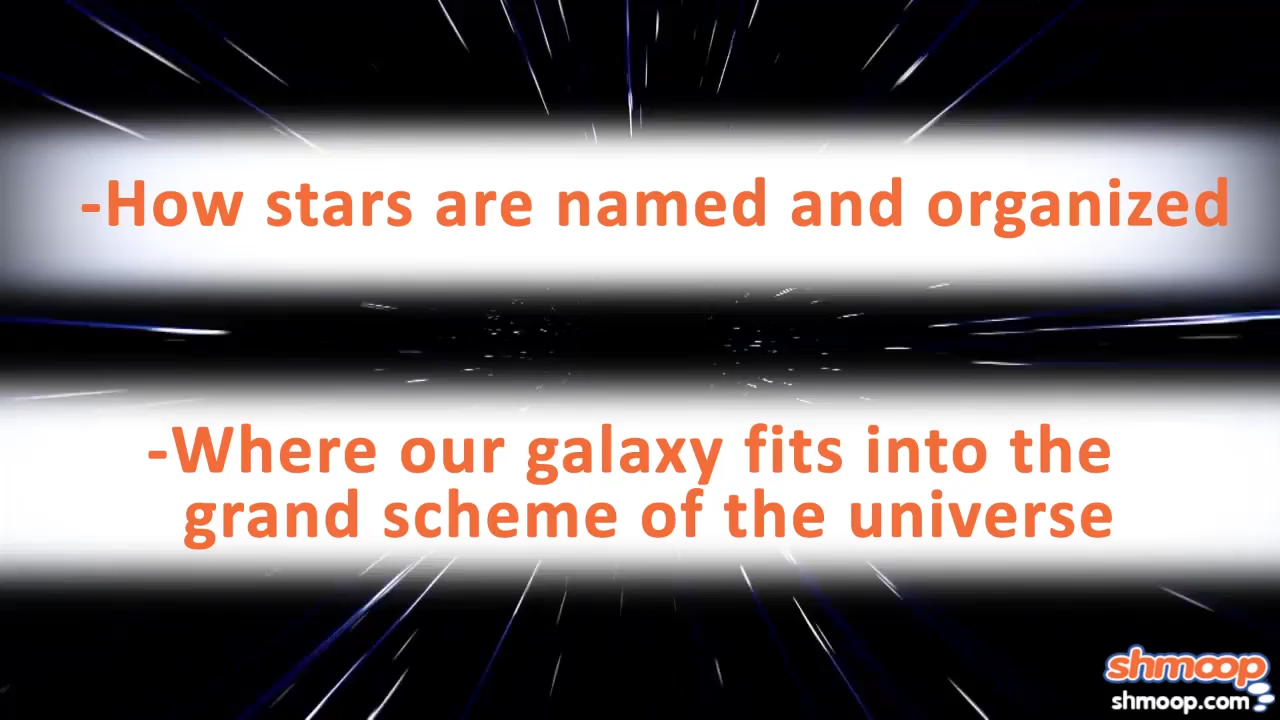 -How stars are named and organized
-Where our galaxy fits into the
grand scheme of the universe
shmoop
shmoop.com